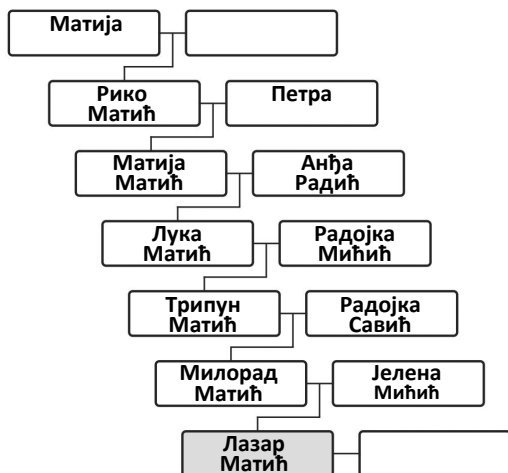 Матија
Рико
Матић
Петра
Матија
Матић
Анђа
Радић
Лука
Матић
Радојка
Мићић
Трипун
Матић
Радојка
Савић
Милорад
Матић
Јелена
Мићић
Лазар
Матић